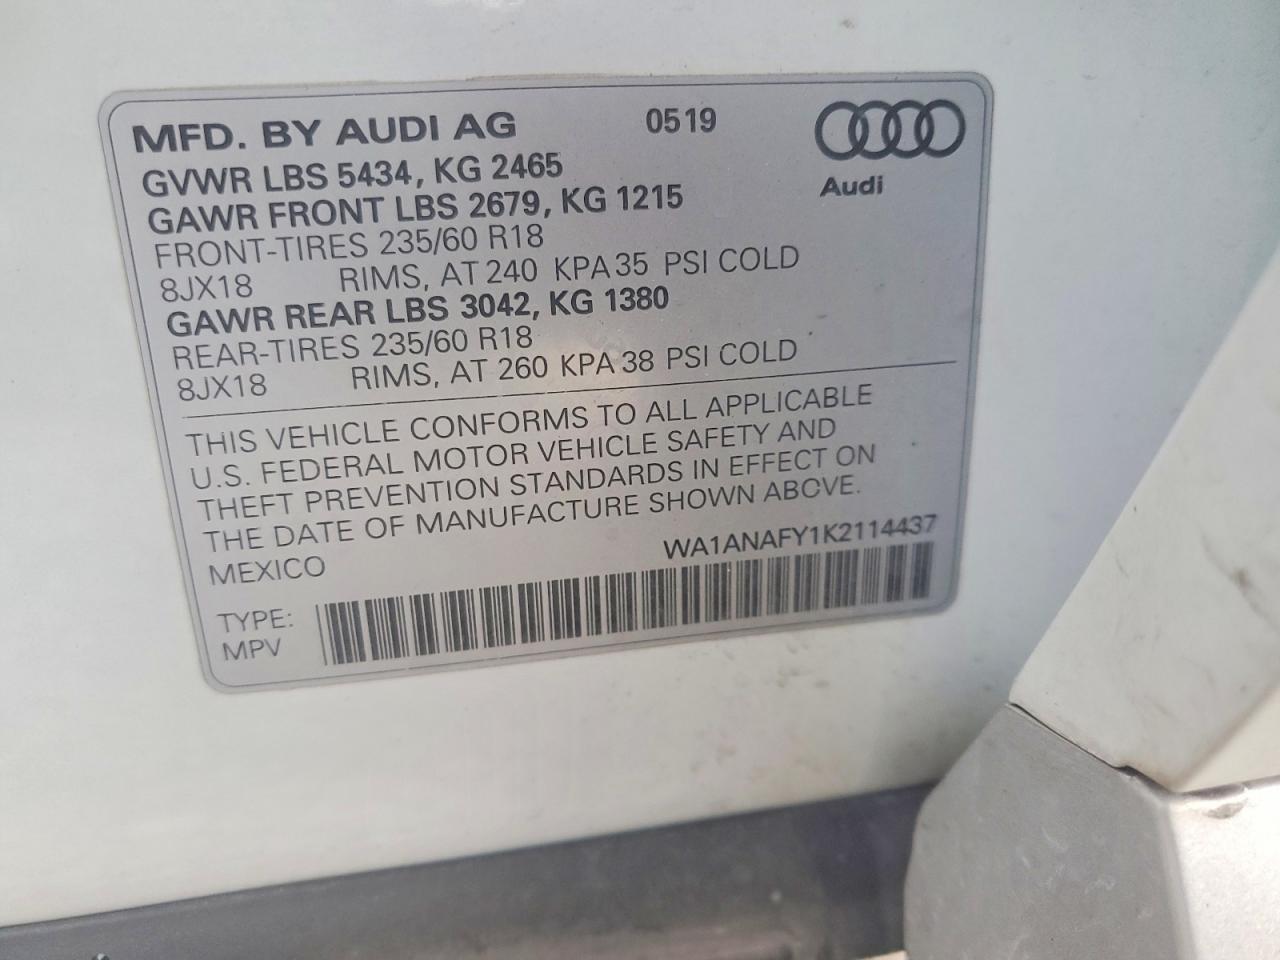 MFD. BY AUDI AG 0519
Audi
GVWR LBS 5434, KG 2465
GAWR FRONT LBS 2679, KG 1215
FRONT-TIRES 235/60 R18
8JX18 RIMS, AT 240 KPA 35 PSI COLD
GAWR REAR LBS 3042, KG 1380
REAR-TIRES 235/60 R18
8JX18 RIMS, AT 260 KPA 38 PSI COLD
THIS VEHICLE CONFORMS TO ALL APPLICABLE
U.S. FEDERAL MOTOR VEHICLE SAFETY AND
THEFT PREVENTION STANDARDS IN EFFECT ON
THE DATE OF MANUFACTURE SHOWN ABOVE.
MEXICO WA1ANAFY1K2114437
TYPE:
MPV